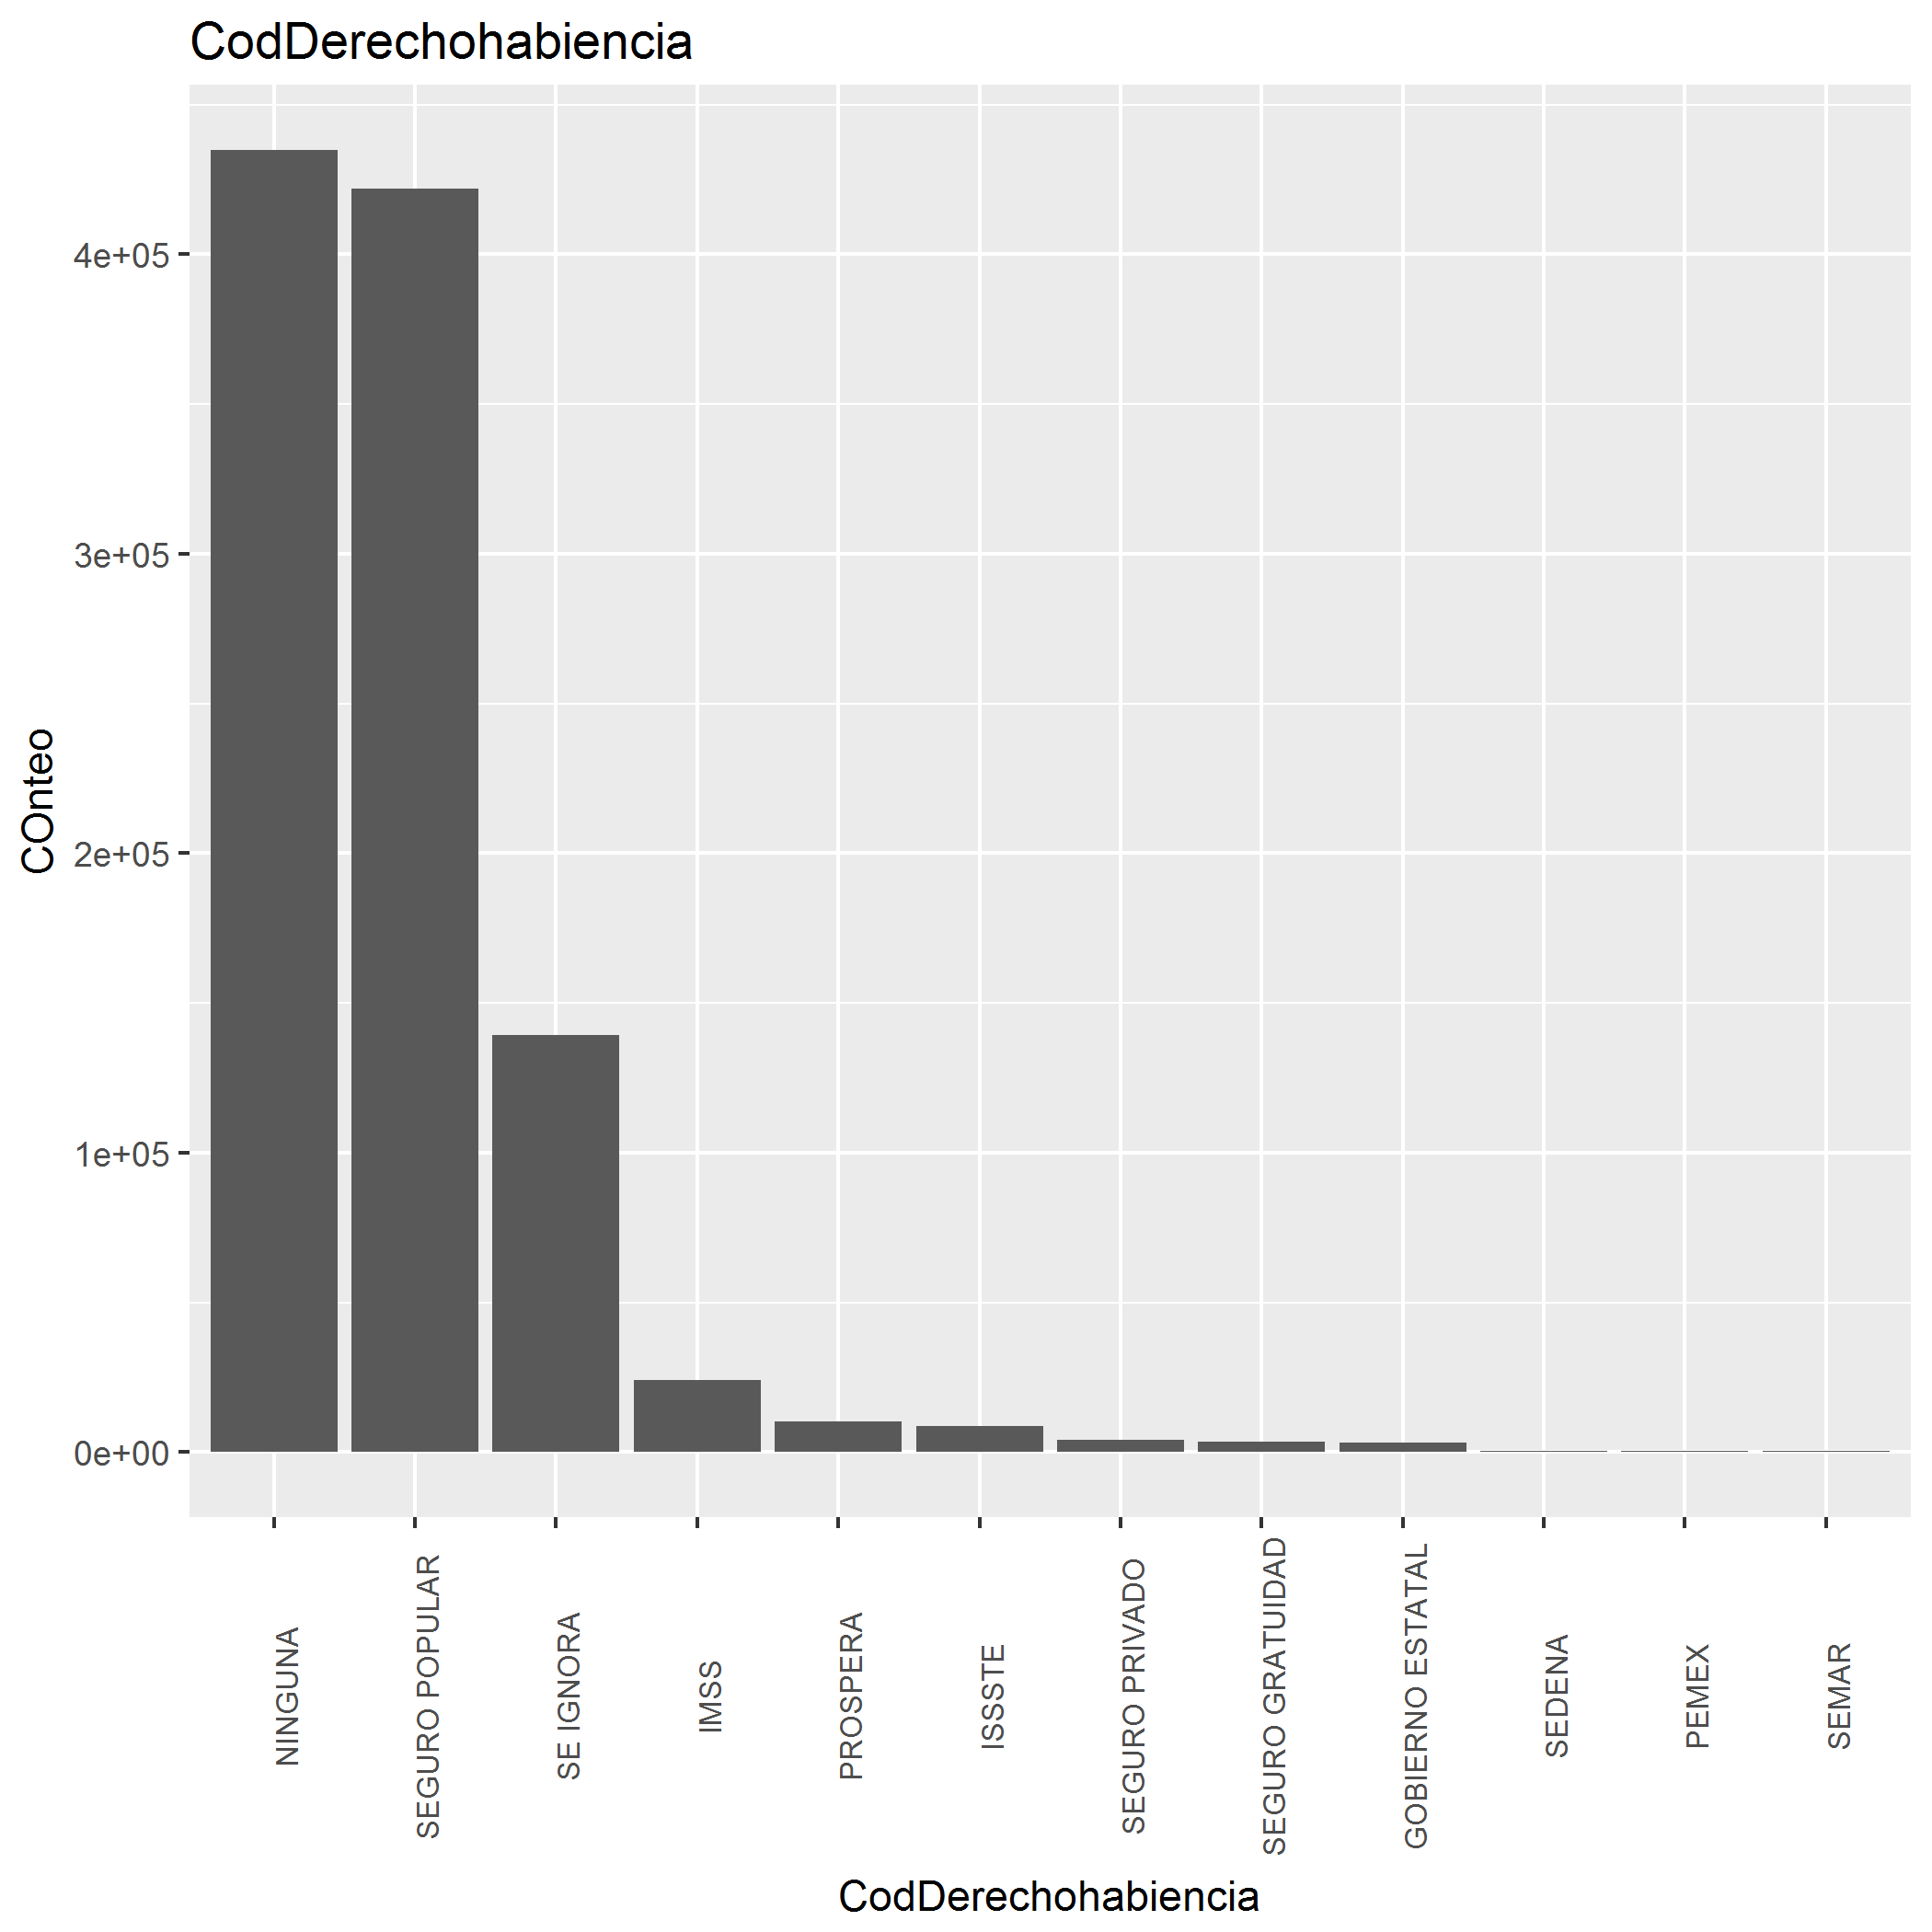 CodDerechohabiencia
COnteo
4e+05
3e+05
2e+05
1e+05
0e+00
NINGUNA
SEGURO POPULAR
SE IGNORA
IMSS
PROSPERA
ISSSTE
SEGURO PRIVADO
SEGURO GRATUIDAD
GOBIERNO ESTATAL
SEDENA
PEMEX
SEMAR
CodDerechohabiencia